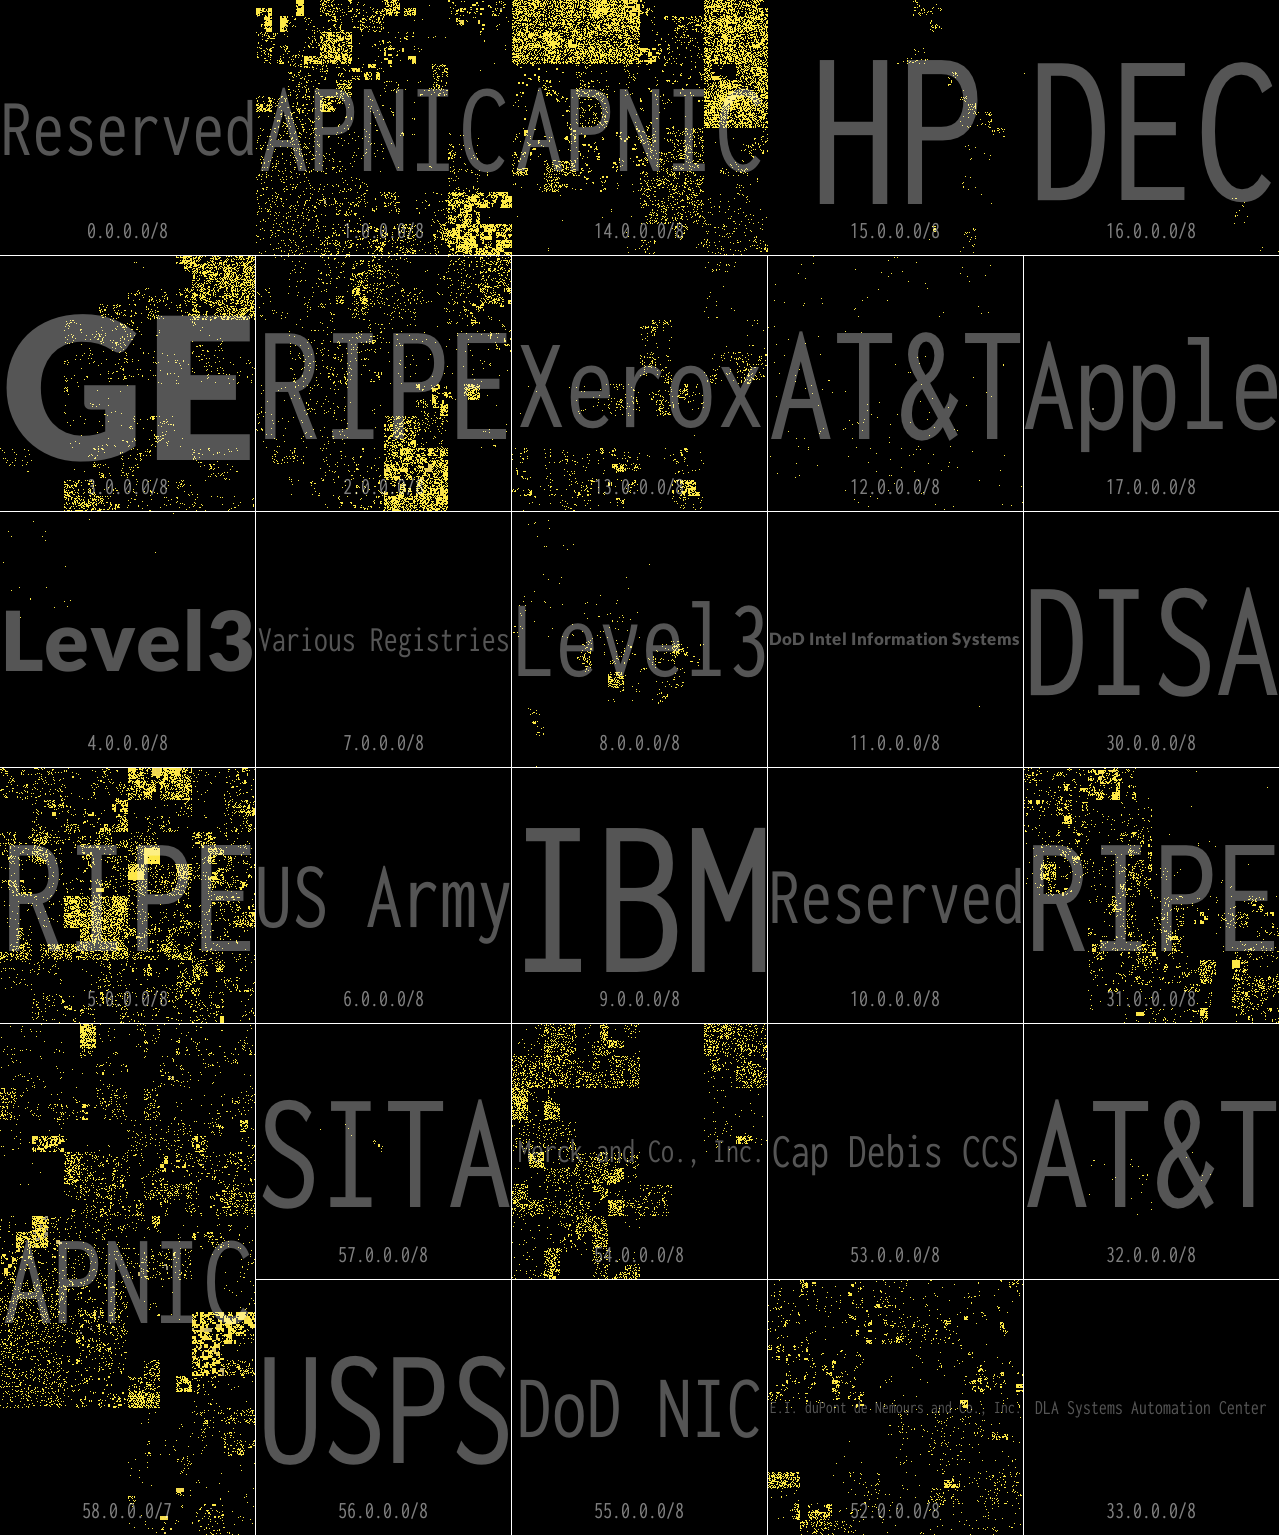 Reserved
0.0.0.0/8
APNIC
1.0.0.0/8
APNIC
14.0.0.0/8
HP
15.0.0.0/8
DEC
16.0.0.0/8
GE
3.0.0.0/8
RIPE
2.0.0.0/8
Xerox
13.0.0.0/8
AT&T
12.0.0.0/8
Apple
17.0.0.0/8
Level3
4.0.0.0/8
Various Registries
7.0.0.0/8
Level3
8.0.0.0/8
DoD Intel Information Systems
11.0.0.0/8
DISA
30.0.0.0/8
RIPE
5.0.0.0/8
US Army
6.0.0.0/8
IBM
9.0.0.0/8
Reserved
10.0.0.0/8
RIPE
31.0.0.0/8
APNIC
58.0.0.0/7
SITA
57.0.0.0/8
Merck and Co., Inc.
54.0.0.0/8
Cap Debis CCS
53.0.0.0/8
AT&T
32.0.0.0/8
USPS
56.0.0.0/8
DoD NIC
55.0.0.0/8
E.I. duPont de Nemours and Co., Inc.
52.0.0.0/8
DLA Systems Automation Center
33.0.0.0/8